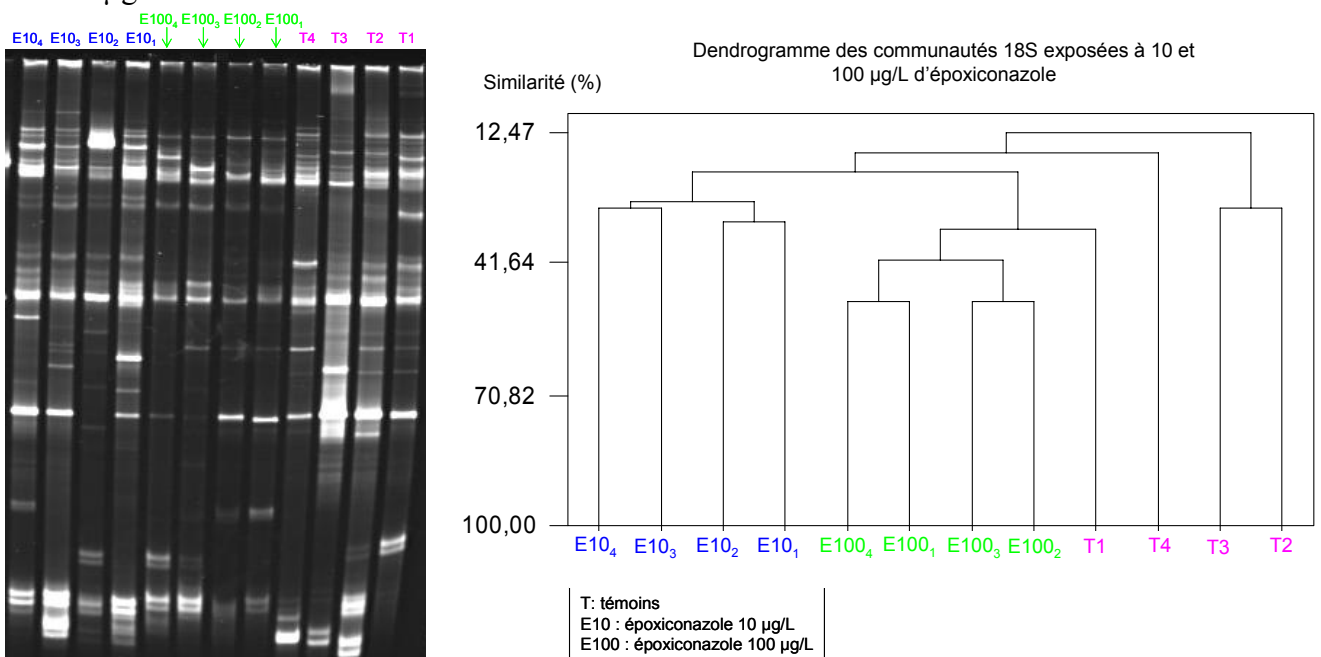 E100₄ E100₃ E100₂ E100₁
E10₄ E10₃ E10₂ E10₁ T4 T3 T2 T1
Dendrogramme des communautés 18S exposées à 10 et
100 µg/L d'époxiconazole
Similarité (%)
12,47
41,64
70,82
100,00
E10₄ E10₃ E10₂ E10₁ E100₄ E100₁ E100₃ E100₂ T1 T4 T3 T2
T: témoins
E10 : époxiconazole 10 µg/L
E100 : époxiconazole 100 µg/L